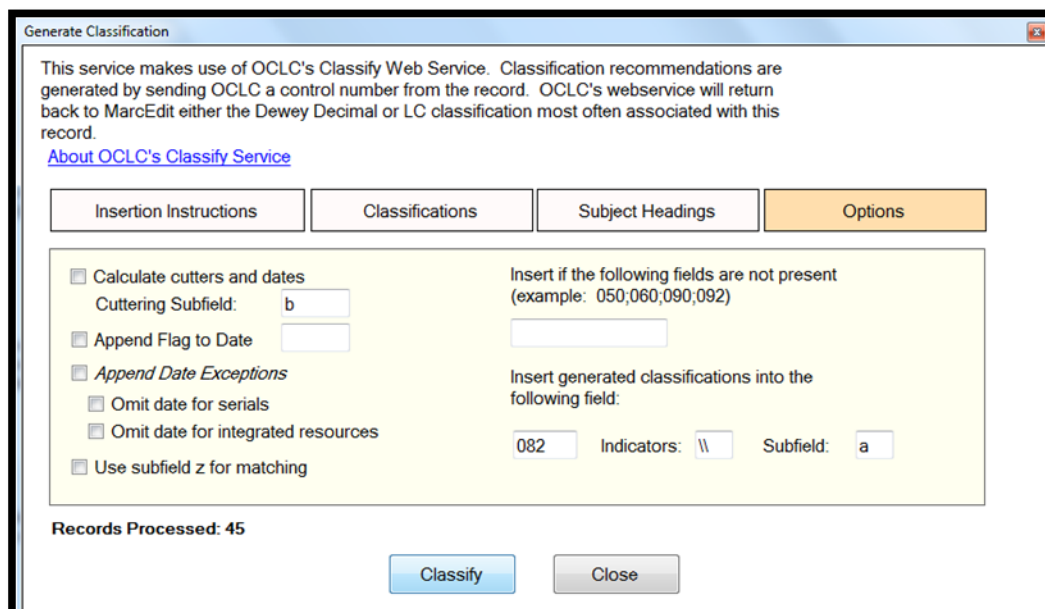 Generate Classification
This service makes use of OCLC's Classify Web Service. Classification recommendations are
generated by sending OCLC a control number from the record. OCLC's webservice will return
back to MarcEdit either the Dewey Decimal or LC classification most often associated with this
record.
About OCLC's Classify Service
Insertion Instructions Classifications Subject Headings Options
Calculate cutters and dates
Cuttering Subfield: b
Append Flag to Date
Append Date Exceptions
Omit date for serials
Omit date for integrated resources
Use subfield z for matching
Insert if the following fields are not present
(example: 050;060;090;092)
Insert generated classifications into the
following field:
082 Indicators: \\ Subfield: a
Records Processed: 45
Classify Close